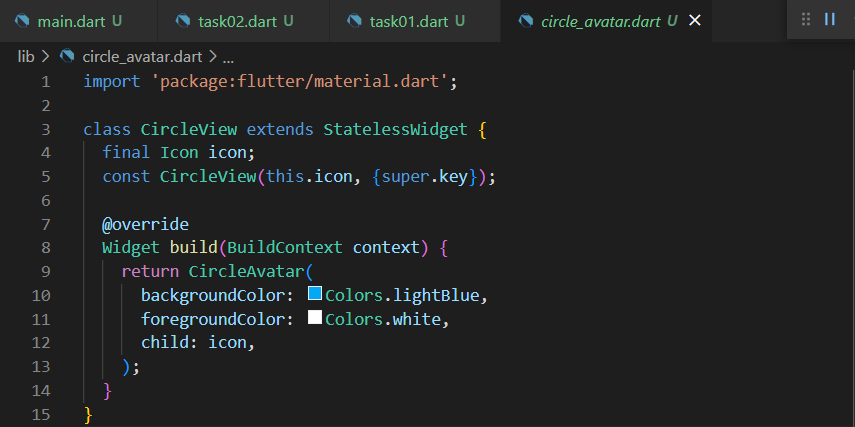 main.dart U task02.dart U task01.dart U circle_avatar.dart U
lib > circle_avatar.dart > ...
1 import 'package:flutter/material.dart';
2
3 class CircleView extends StatelessWidget {
4 final Icon icon;
5 const CircleView(this.icon, {super.key});
6
7 @override
8 Widget build(BuildContext context) {
9 return CircleAvatar(
10 backgroundColor: Colors.lightBlue,
11 foregroundColor: Colors.white,
12 child: icon,
13 );
14 }
15 }